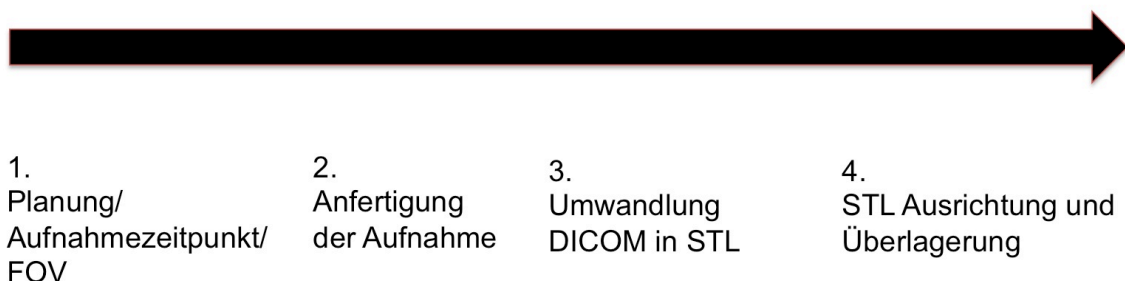 1.
Planung/
Aufnahmezeitpunkt/
FOV
2.
Anfertigung
der Aufnahme
3.
Umwandlung
DICOM in STL
4.
STL Ausrichtung und
Überlagerung